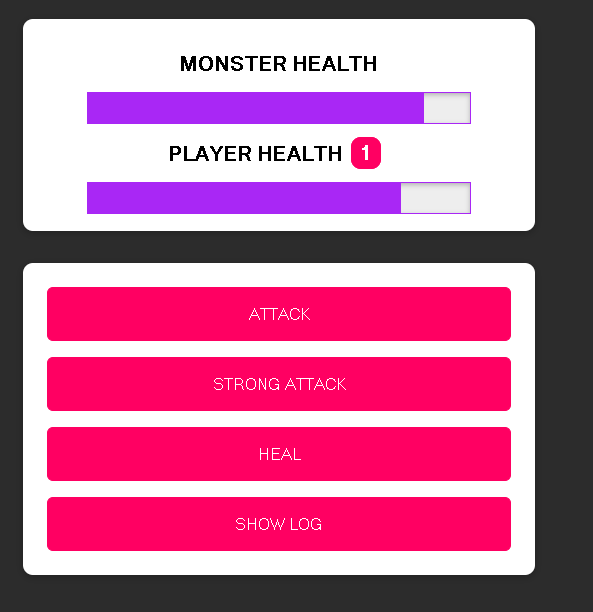 MONSTER HEALTH
PLAYER HEALTH 1
ATTACK
STRONG ATTACK
HEAL
SHOW LOG